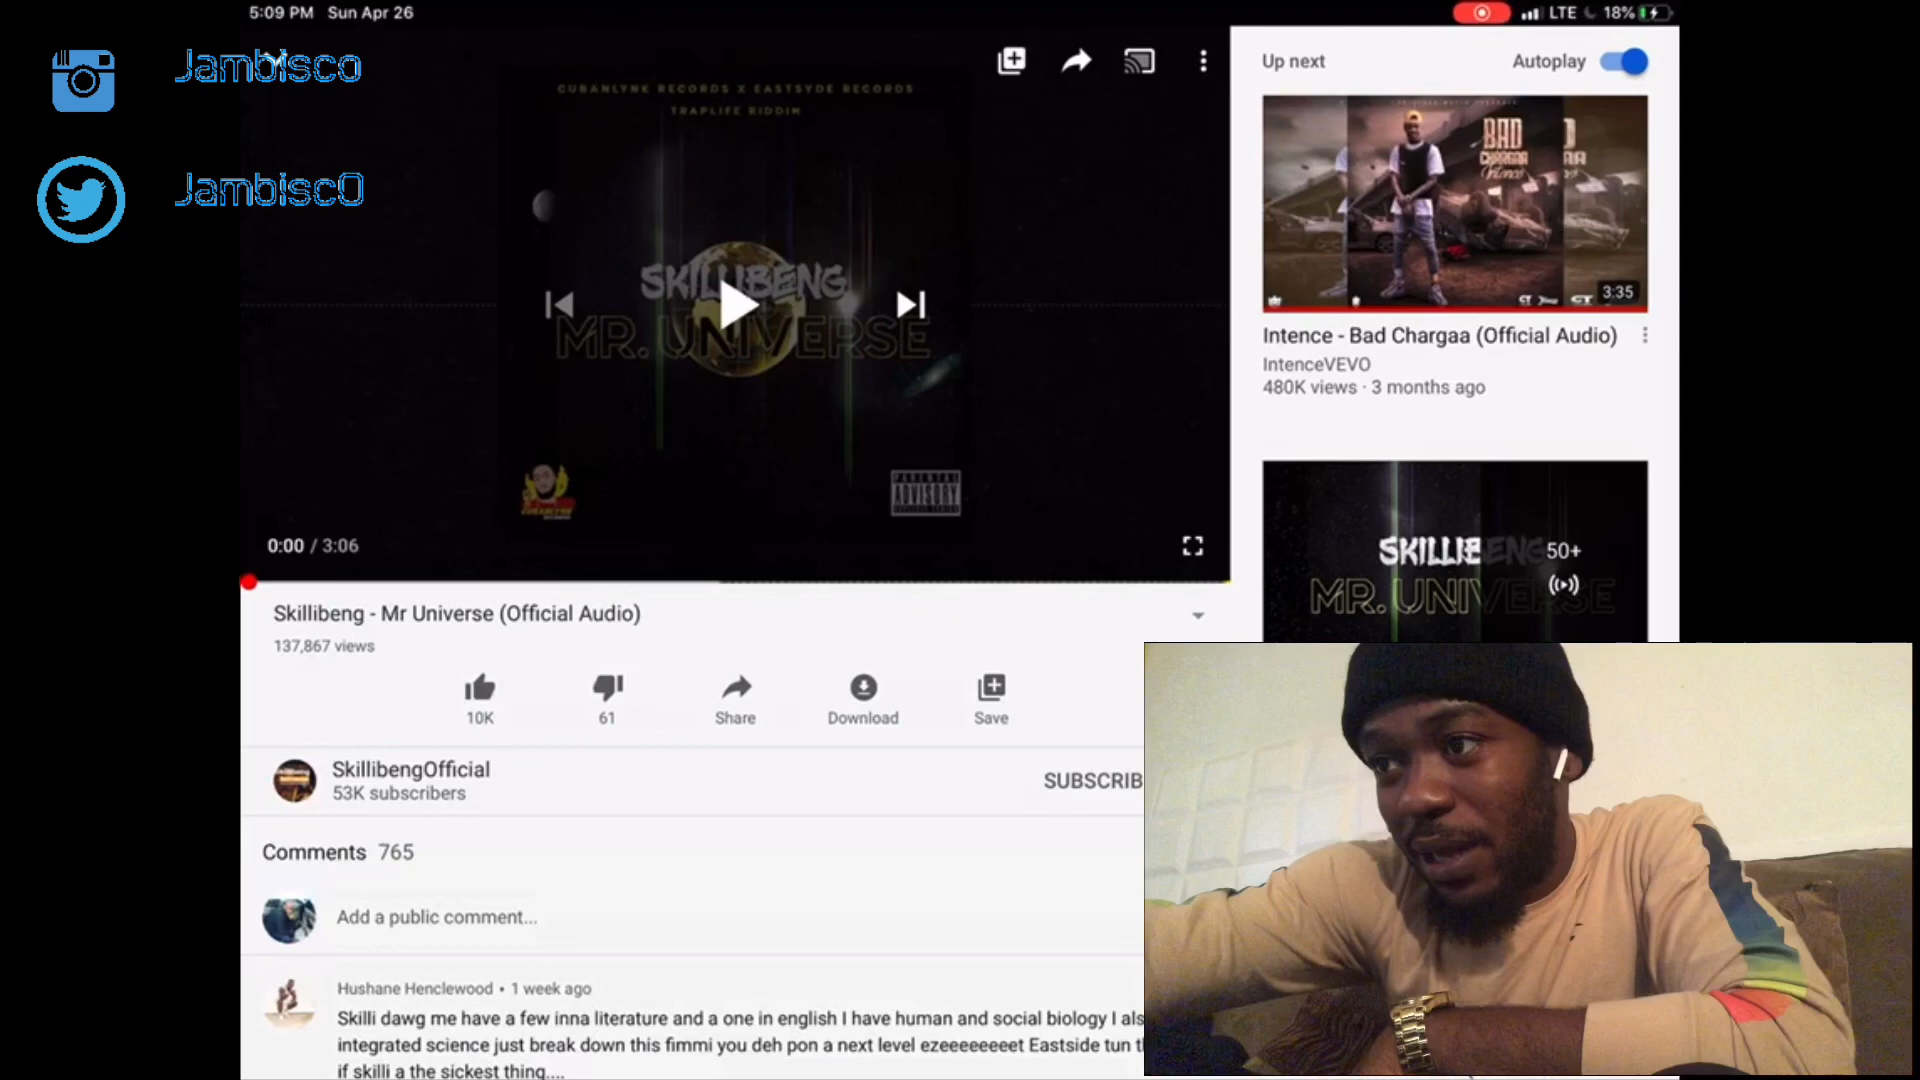 5:09 PM Sun Apr 26
LTE 18%
Jambisco
Jambisc0
CUBANLYNK RECORDS X EASTSYDE RECORDS
TRAPLIFE RIDDIM
SKILLIBENG
MR. UNIVERSE
PARENTAL
ADVISORY
0:00 / 3:06
Up next
Autoplay
BAD
CHARGAA
Intence
3:35
Intence - Bad Chargaa (Official Audio)
IntenceVEVO
480K views · 3 months ago
SKILLIBENG
50+
MR. UNIVERSE
Skillibeng - Mr Universe (Official Audio)
137,867 views
10K
61
Share
Download
Save
SkillibengOfficial
53K subscribers
SUBSCRIB
Comments 765
Add a public comment...
Hushane Henclewood • 1 week ago
Skilli dawg me have a few inna literature and a one in english I have human and social biology I als
integrated science just break down this fimmi you deh pon a next level ezeeeeeeeet Eastside tun t
if skilli a the sickest thing....